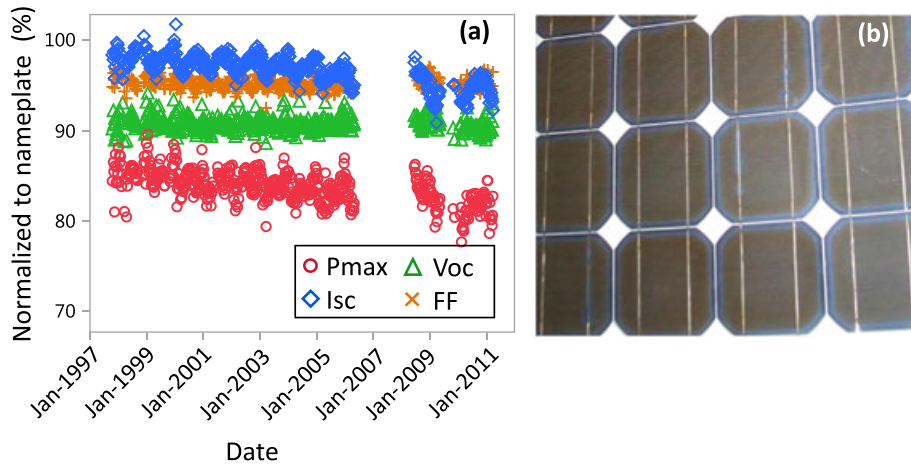 Normalized to nameplate (%)
100
90
80
70
(a)
Pmax
Voc
Isc
FF
Jan-1997
Jan-1999
Jan-2001
Jan-2003
Jan-2005
Jan-2007
Jan-2009
Jan-2011
Date
(b)